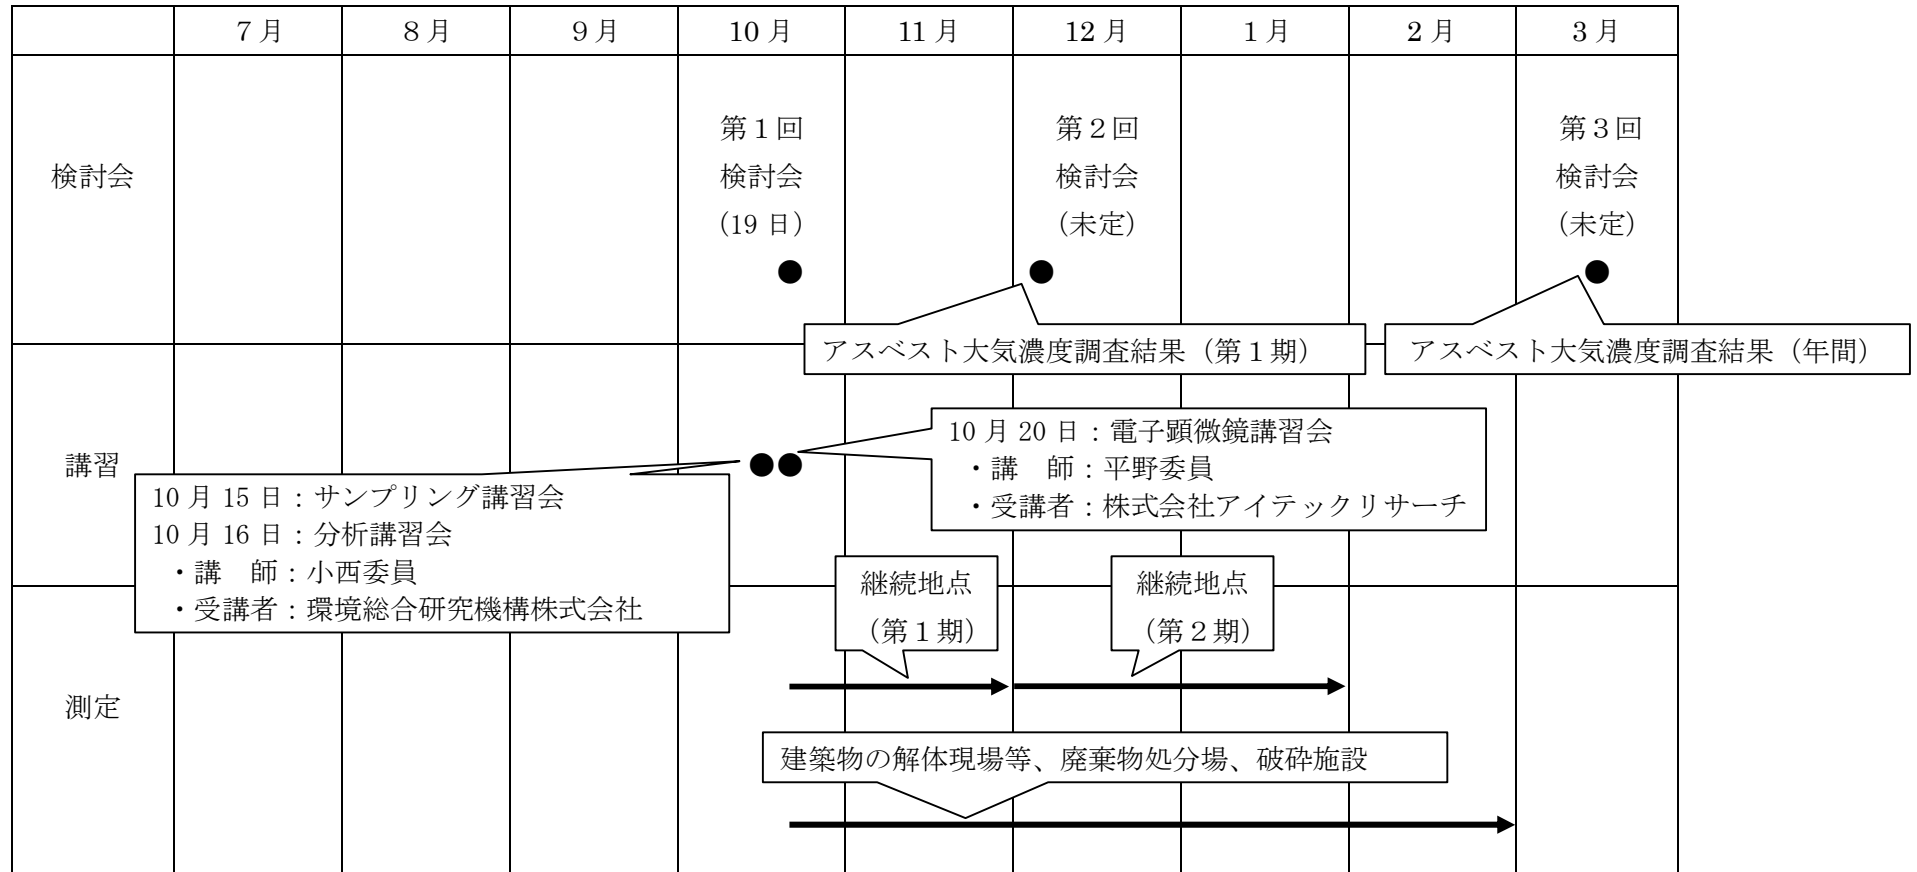 7月 8月 9月 10月 11月 12月 1月 2月 3月
検討会
第1回
検討会
(19日)
第2回
検討会
(未定)
第3回
検討会
(未定)
アスベスト大気濃度調査結果（第1期）
アスベスト大気濃度調査結果（年間）
講習
10月15日：サンプリング講習会
10月16日：分析講習会
・講　師：小西委員
・受講者：環境総合研究機構株式会社
10月20日：電子顕微鏡講習会
・講　師：平野委員
・受講者：株式会社アイテックリサーチ
測定
継続地点
（第1期）
継続地点
（第2期）
建築物の解体現場等、廃棄物処分場、破砕施設